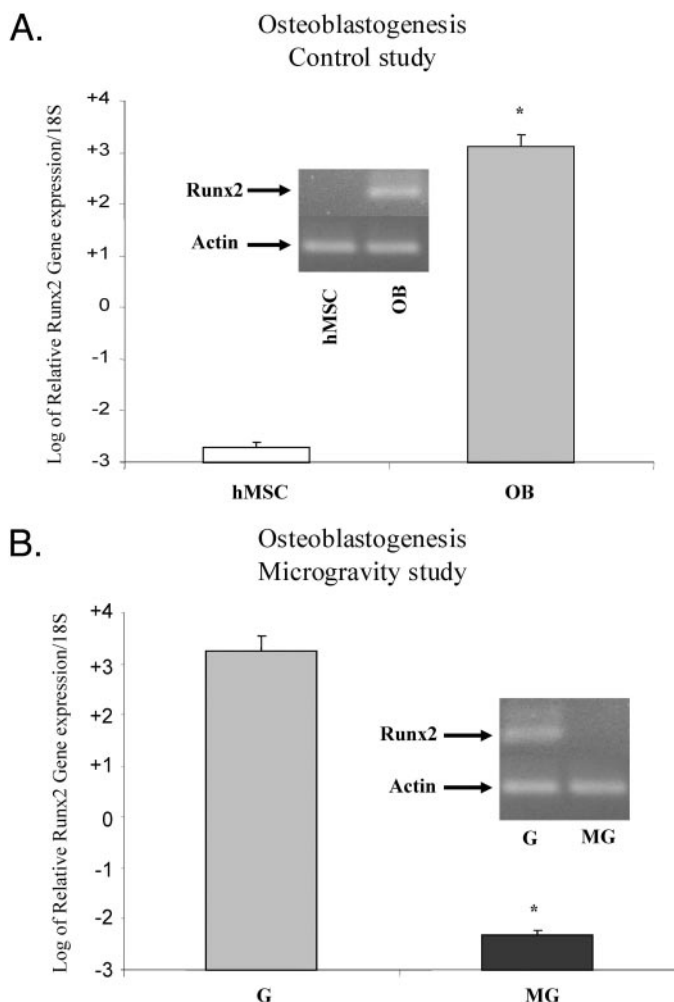 A.
Osteoblastogenesis
Control study
Log of Relative Runx2 Gene expression/18S
+4
+3
+2
+1
0
-1
-2
-3
*
Runx2
Actin
hMSC
OB
hMSC
OB
B.
Osteoblastogenesis
Microgravity study
Log of Relative Runx2 Gene expression/18S
+4
+3
+2
+1
0
-1
-2
-3
Runx2
Actin
G
MG
*
G
MG